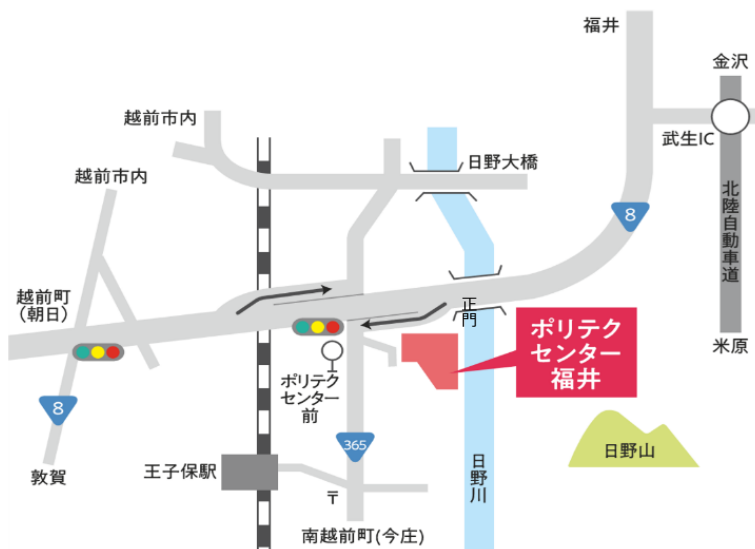 福井
金沢
越前市内
武生IC
日野大橋
越前市内
北陸自動車道
8
越前町
(朝日)
正門
ポリテク
センター
福井
米原
ポリテク
センター
前
8
365
日野山
敦賀
王子保駅
日野川
〒
南越前町(今庄)